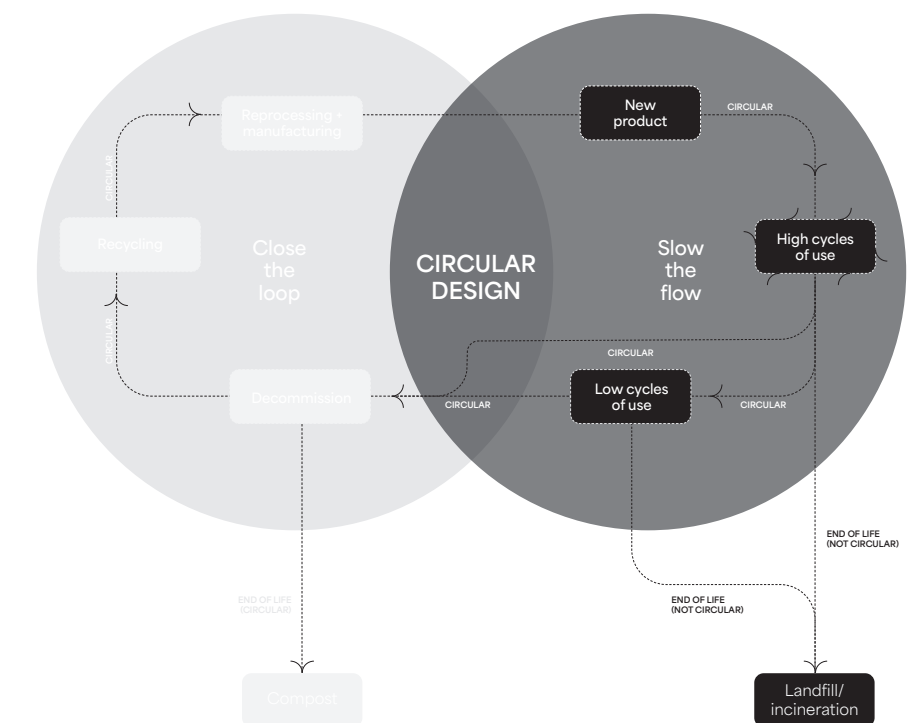 Reprocessing +
manufacturing
New
product
CIRCULAR
CIRCULAR
Recycling
High cycles
of use
Close
the
loop
CIRCULAR
DESIGN
Slow
the
flow
CIRCULAR
CIRCULAR
Decommission
CIRCULAR
Low cycles
of use
CIRCULAR
END OF LIFE
(NOT CIRCULAR)
END OF LIFE
(CIRCULAR)
END OF LIFE
(NOT CIRCULAR)
Compost
Landfill/
incineration